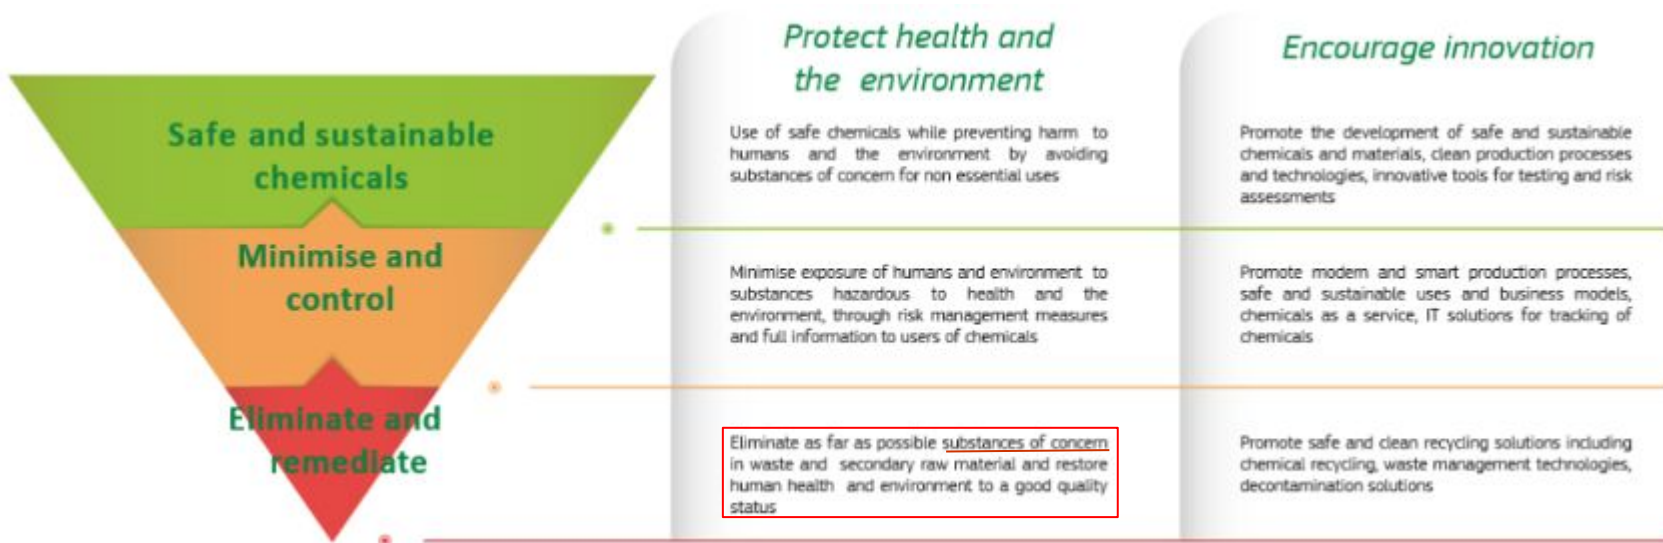 Protect health and
the environment
Encourage innovation
Safe and sustainable
chemicals
Use of safe chemicals while preventing harm to
humans and the environment by avoiding
substances of concern for non essential uses
Promote the development of safe and sustainable
chemicals and materials, clean production processes
and technologies, innovative tools for testing and risk
assessments
Minimise and
control
Minimise exposure of humans and environment to
substances hazardous to health and the
environment, through risk management measures
and full information to users of chemicals
Promote modern and smart production processes,
safe and sustainable uses and business models,
chemicals as a service, IT solutions for tracking of
chemicals
Eliminate and
remediate
Eliminate as far as possible substances of concern
in waste and secondary raw material and restore
human health and environment to a good quality
status
Promote safe and clean recycling solutions including
chemical recycling, waste management technologies,
decontamination solutions